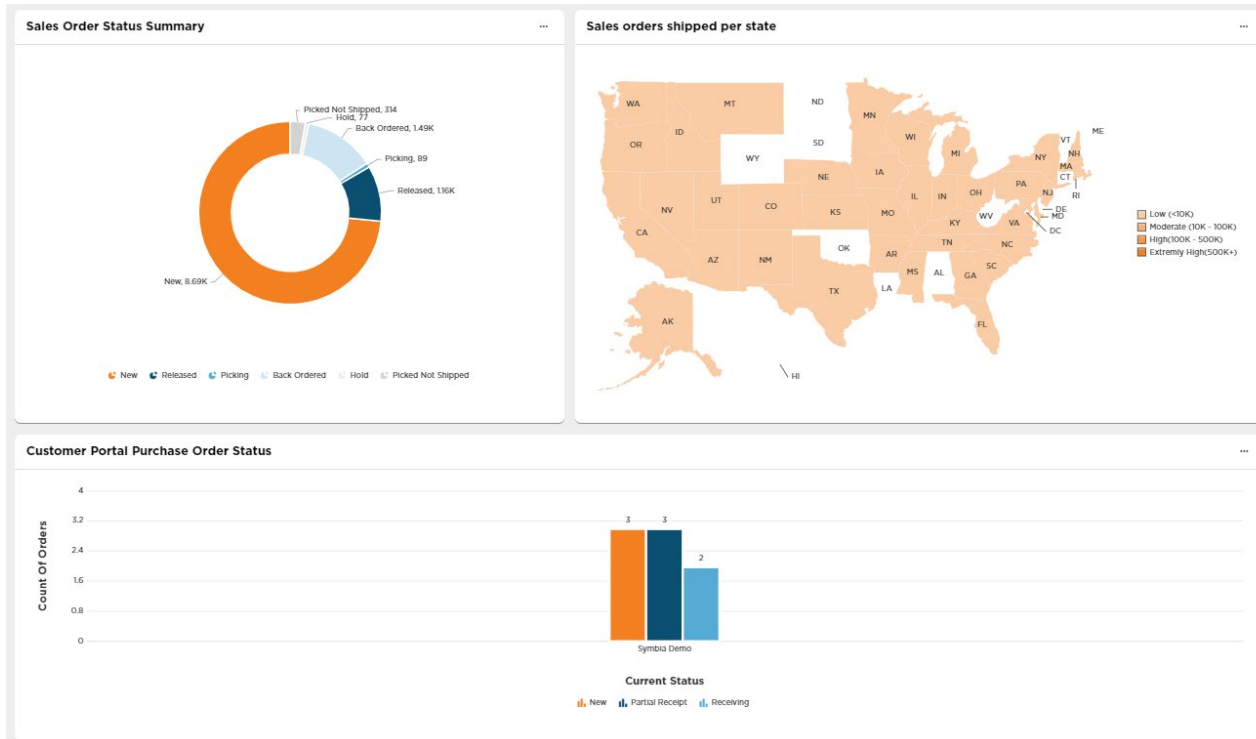 Sales Order Status Summary
...
Picked Not Shipped, 314
Hold, 77
Back Ordered, 1.49K
Picking, 89
Released, 1.16K
New, 8.69K
New Released Picking Back Ordered Hold Picked Not Shipped
Sales orders shipped per state
...
WA
MT
ND
MN
ME
VT
ID
OR
WI
SD
MI
NY
NH
MA
WY
CT
IA
PA
RI
NE
NJ
OH
IL
IN
UT
CO
DE
NV
KS
MO
WV
MD
VA
KY
DC
CA
TN
NC
OK
AR
AZ
NM
SC
MS
AL
GA
LA
TX
AK
FL
HI
Low (<10K)
Moderate (10K - 100K)
High(100K - 500K)
Extremly High(500K+)
Customer Portal Purchase Order Status
...
Count Of Orders
4
3.2
2.4
1.6
0.8
0
3
3
2
Symbia Demo
Current Status
New Partial Receipt Receiving